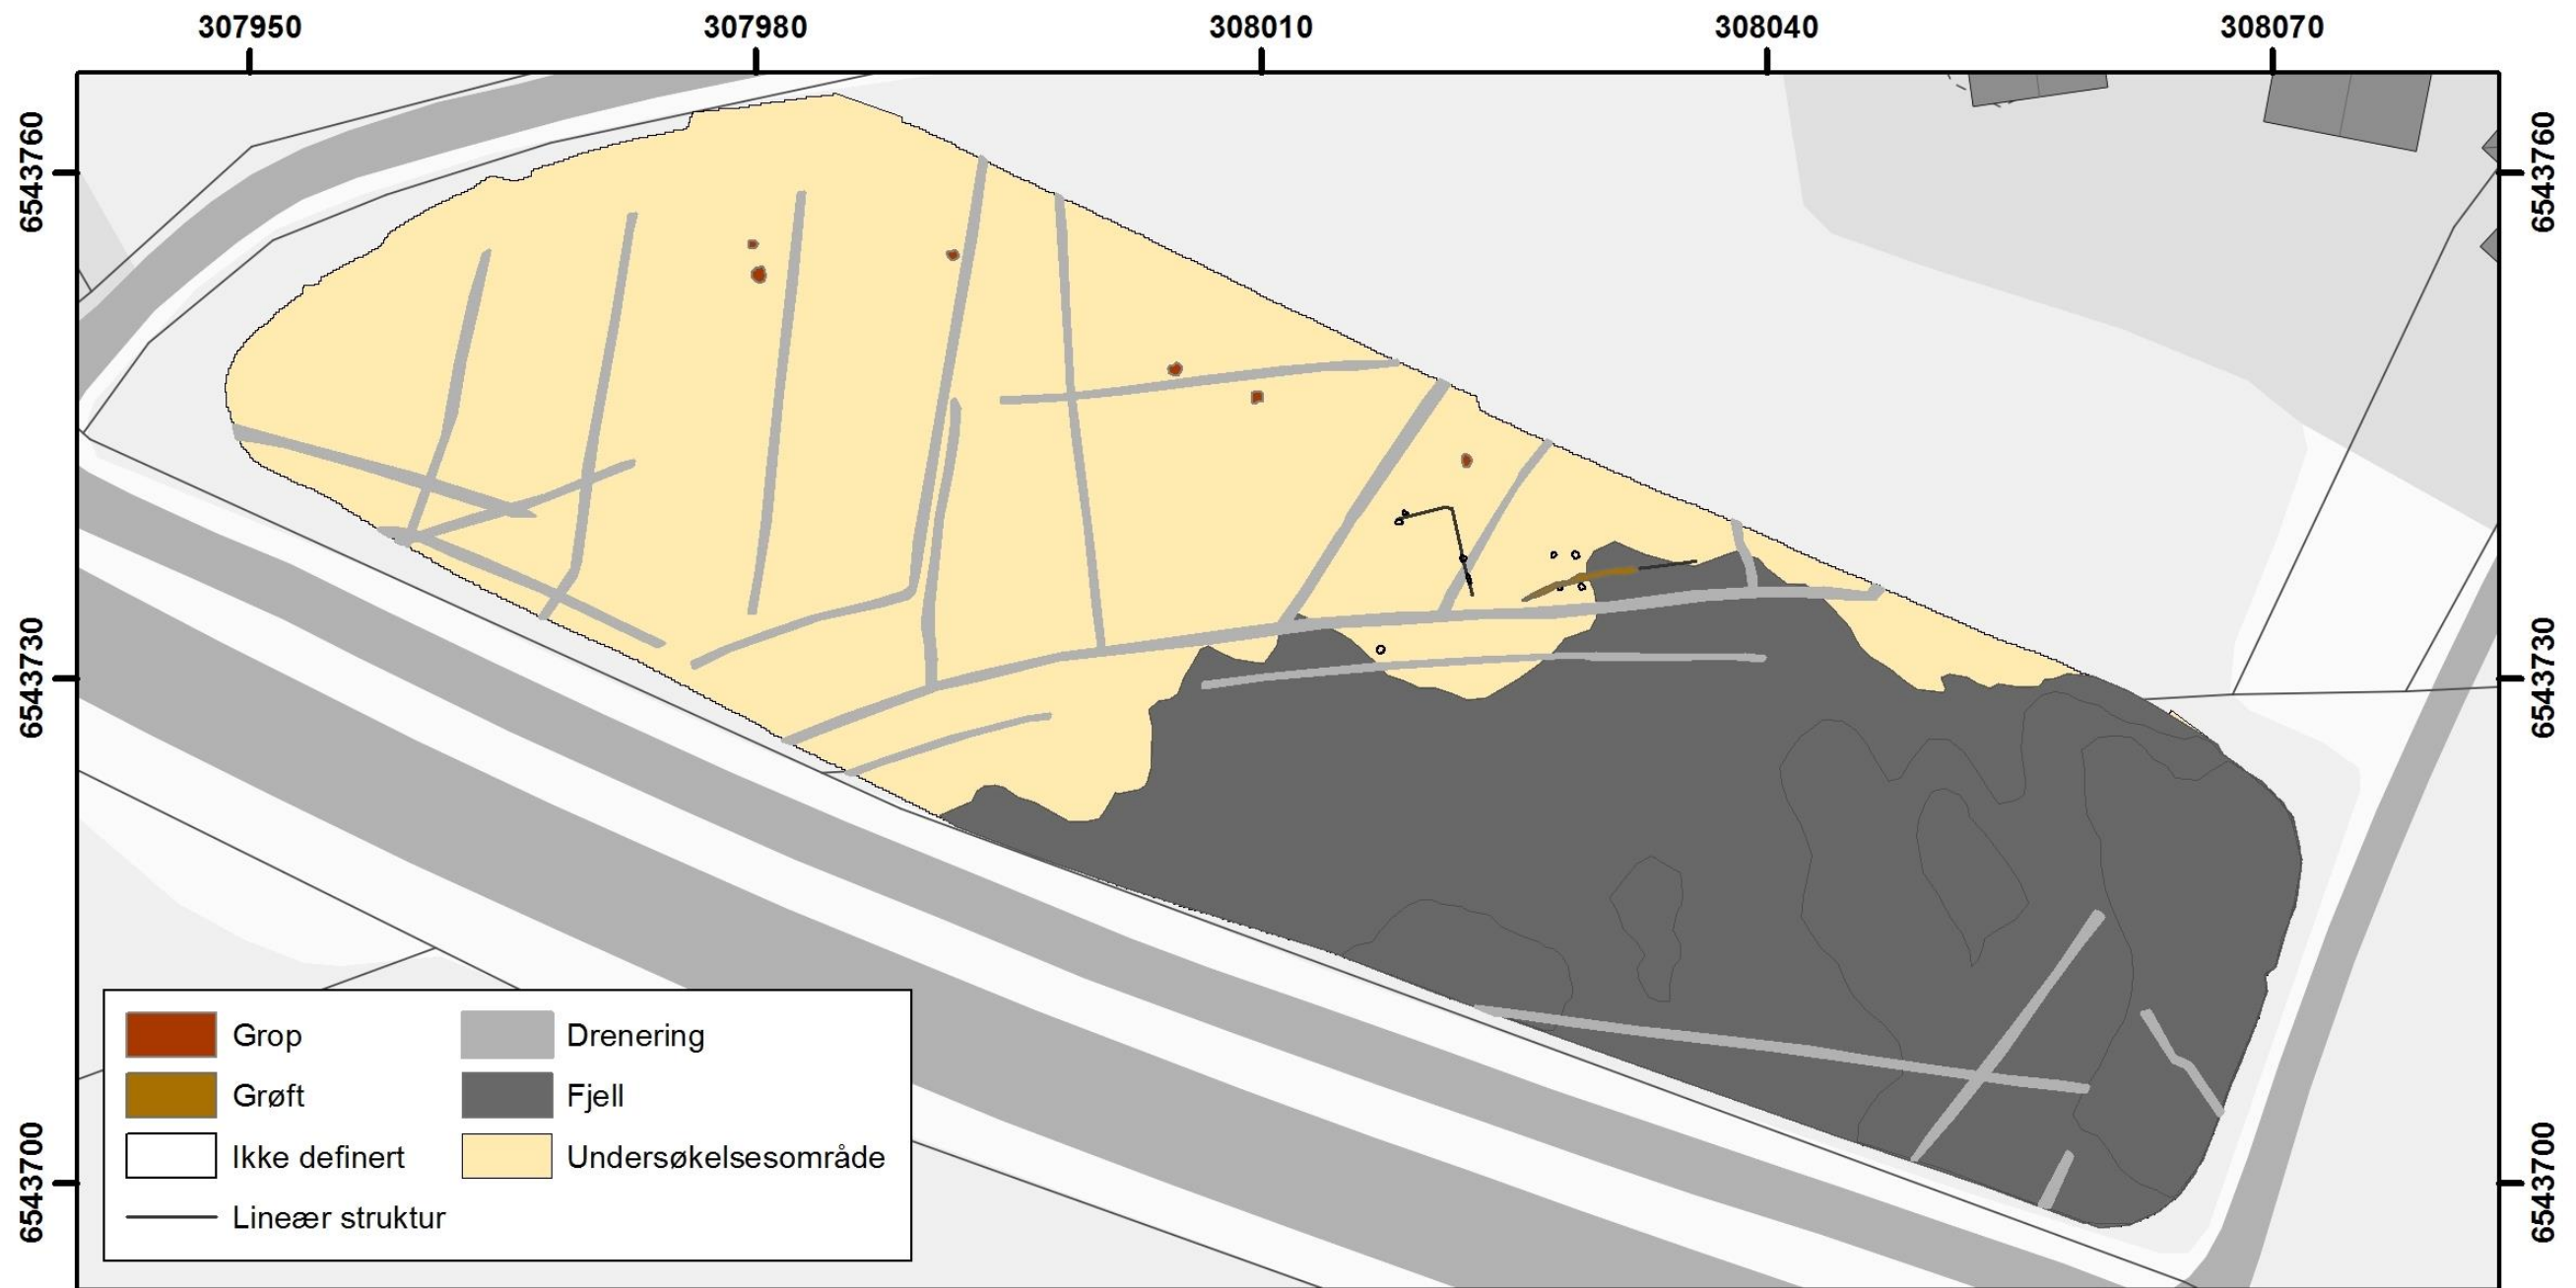 307950 307980 308010 308040 308070
6543760 6543760
6543730 6543730
6543700 6543700
Grop Drenering
Grøft Fjell
Ikke definert Undersøkelsesområde
Lineær struktur